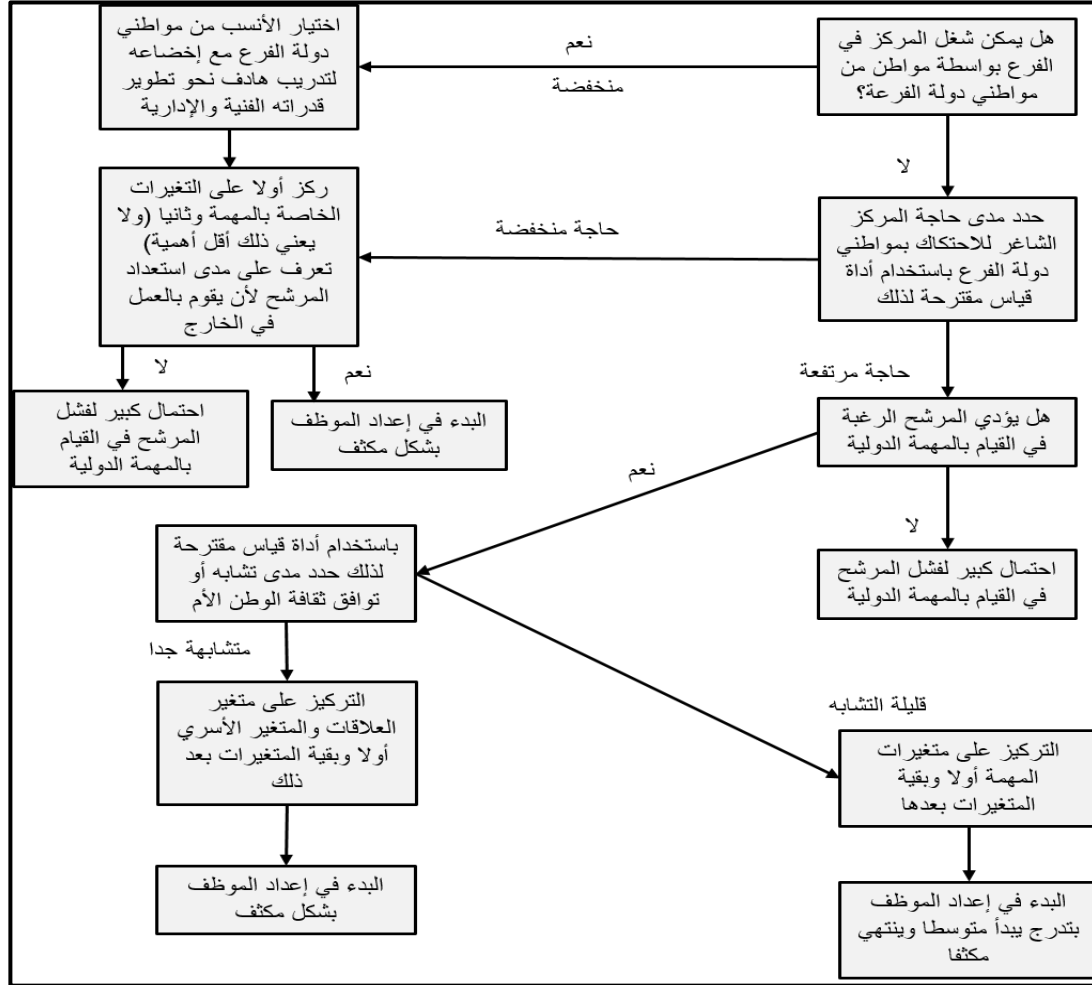 هل يمكن شغل المركز في
الفرع بواسطة مواطن من
مواطني دولة الفرعة؟
نعم
منخفضة
اختيار الأنسب من مواطني
دولة الفرع مع إخضاعه
لتدريب هادف نحو تطوير
قدراته الفنية والإدارية
لا
حدد مدى حاجة المركز
الشاغر للاحتكاك بمواطني
دولة الفرع باستخدام أداة
قياس مقترحة لذلك
حاجة منخفضة
ركز أولا على التغيرات
الخاصة بالمهمة وثانيا (ولا
يعني ذلك أقل أهمية)
تعرف على مدى استعداد
المرشح لأن يقوم بالعمل
في الخارج
حاجة مرتفعة
نعم
لا
هل يؤدي المرشح الرغبة
في القيام بالمهمة الدولية
البدء في إعداد الموظف
بشكل مكثف
احتمال كبير لفشل
المرشح في القيام
بالمهمة الدولية
نعم
لا
احتمال كبير لفشل المرشح
في القيام بالمهمة الدولية
باستخدام أداة قياس مقترحة
لذلك حدد مدى تشابه أو
توافق ثقافة الوطن الأم
متشابهة جدا
قليلة التشابه
التركيز على متغير
العلاقات والمتغير الأسري
أولا وبقية المتغيرات بعد
ذلك
التركيز على متغيرات
المهمة أولا وبقية
المتغيرات بعدها
البدء في إعداد الموظف
بشكل مكثف
البدء في إعداد الموظف
بتدرج يبدأ متوسطا وينتهي
مكثفا